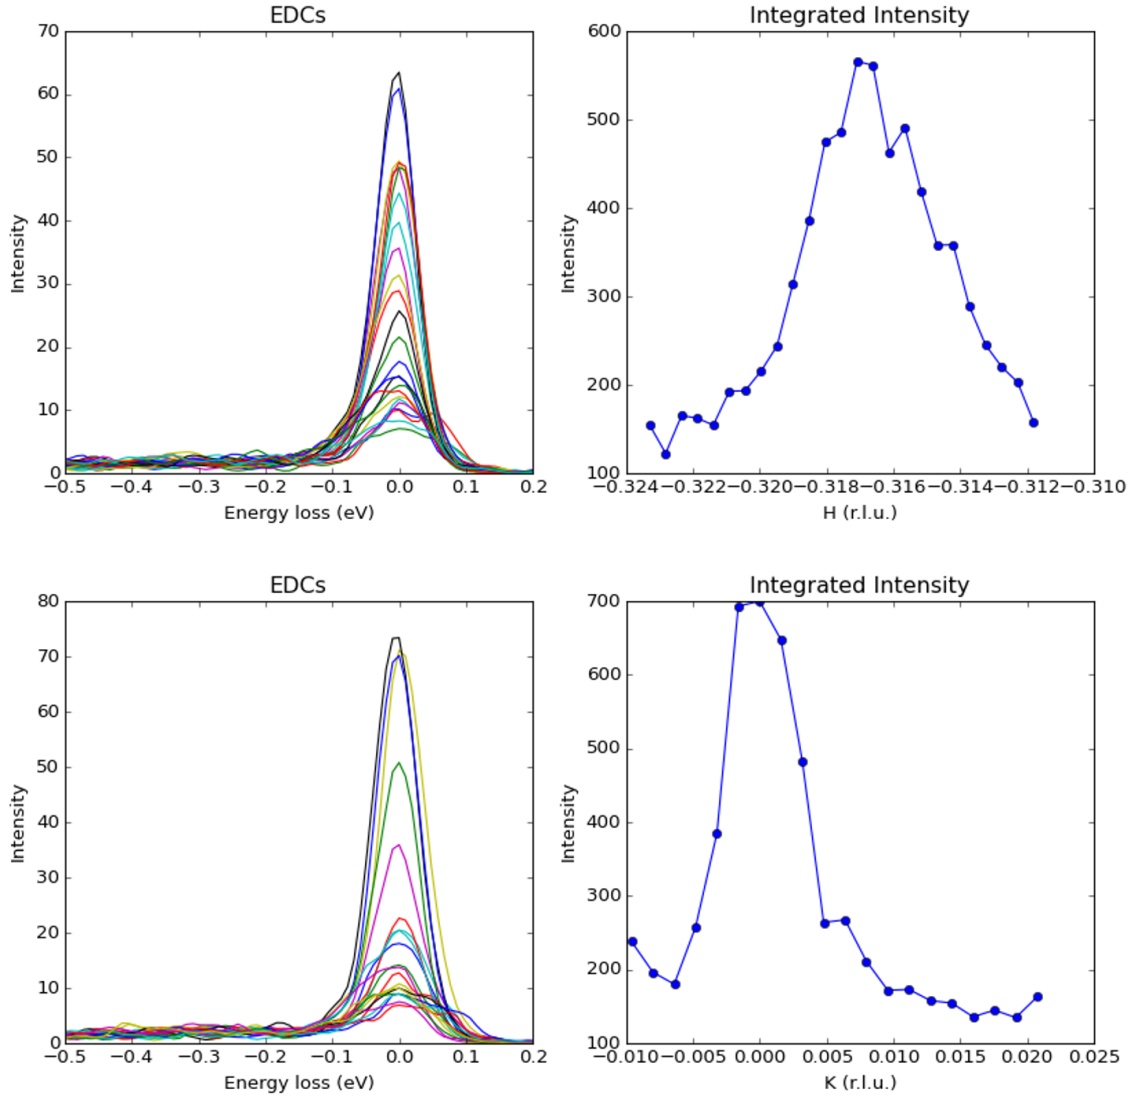 EDCs
70
60
50
40
30
20
10
0
Intensity
−0.5 −0.4 −0.3 −0.2 −0.1 0.0 0.1 0.2
Energy loss (eV)
Integrated Intensity
600
500
400
300
200
100
Intensity
−0.324 −0.322 −0.320 −0.318 −0.316 −0.314 −0.312 −0.310
H (r.l.u.)
EDCs
80
70
60
50
40
30
20
10
0
Intensity
−0.5 −0.4 −0.3 −0.2 −0.1 0.0 0.1 0.2
Energy loss (eV)
Integrated Intensity
700
600
500
400
300
200
100
Intensity
−0.010 −0.005 0.000 0.005 0.010 0.015 0.020 0.025
K (r.l.u.)